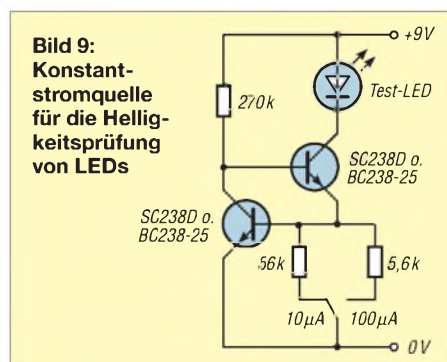 Bild 9:
Konstant-
stromquelle
für die Hellig-
keitsprüfung
von LEDs
+9V
Test-LED
270k
SC238D o.
BC238-25
SC238D o.
BC238-25
56k
5,6k
10µA
100µA
0V